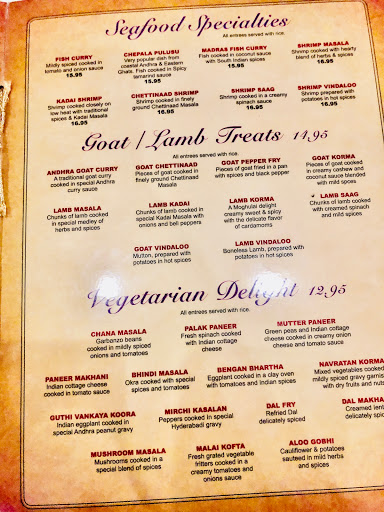 Seafood Specialties
All entrees served with rice.
FISH CURRY
Mildly spiced cooked in
tomato and onion sauce
15.95
CHEPALA PULUSU
Very popular dish from
coastal Andhra & Eastern
Ghats. Fish cooked in Spicy
tamarind sauce
15.95
MADRAS FISH CURRY
Fish cooked in coconut sauce
with South Indian spices
15.95
SHRIMP MASALA
Shrimp cooked with hearty
blend of herbs & spices
16.95
KADAI SHRIMP
Shrimp cooked closely on
low heat with traditional
spices & Kadai Masala
16.95
CHETTINAAD SHRIMP
Shrimp cooked in finely
ground Chettinaad Masala
16.95
SHRIMP SAAG
Shrimp cooked in a creamy
spinach sauce
16.95
SHRIMP VINDALOO
Shrimp prepared with
potatoes in hot spices
16.95
Goat / Lamb Treats 14.95
All entrees served with rice.
ANDHRA GOAT CURRY
A traditional goat curry
cooked in special Andhra
curry sauce
GOAT CHETTINAAD
Pieces of goat cooked in
finely ground Chettinaad
Masala
GOAT PEPPER FRY
Pieces of goat fried in a pan
with spices and black pepper
GOAT KORMA
Pieces of goat cooked
in creamy cashew and
coconut sauce blended
with mild spices
LAMB MASALA
Chunks of lamb cooked
in special medley of
herbs and spices
LAMB KADAI
Chunks of lamb cooked in
special Kadai Masala with
onions and bell peppers
LAMB KORMA
A Moghulai delight
creamy sweet & spicy
with the delicate flavor
of cardamoms
LAMB SAAG
Chunks of lamb cooked
with creamed spinach
and mild spices
GOAT VINDALOO
Mutton, prepared with
potatoes in hot spices
LAMB VINDALOO
Boneless Lamb, prepared with
potatoes in hot spices
Vegetarian Delight 12.95
All entrees served with rice.
CHANA MASALA
Garbanzo beans
cooked in mildly spiced
onions and tomatoes
PALAK PANEER
Fresh spinach cooked
with Indian cottage
cheese
MUTTER PANEER
Green peas and Indian cottage
cheese cooked in creamy onion
and tomato sauce
PANEER MAKHANI
Indian cottage cheese
cooked in tomato sauce
BHINDI MASALA
Okra cooked with special
spices and tomatoes
BENGAN BHARTHA
Eggplant cooked in a clay oven
with tomatoes and Indian spices
NAVRATAN KORMA
Mixed vegetables cooked
mildly spiced gravy garnis
with dry fruits and nuts
GUTHI VANKAYA KOORA
Indian eggplant cooked in
special Andhra peanut gravy
MIRCHI KASALAN
Peppers cooked in special
Hyderabadi gravy
DAL FRY
Refried Dal
delicately spiced
DAL MAKHA
Creamed lentils
delicately spiced
MUSHROOM MASALA
Mushroom cooked in a
special blend of spices
MALAI KOFTA
Fresh grated vegetable
fritters cooked in a
creamy tomatoes and
onions sauce
ALOO GOBHI
Cauliflower & potatoes
sauteed in mild herbs
and spices